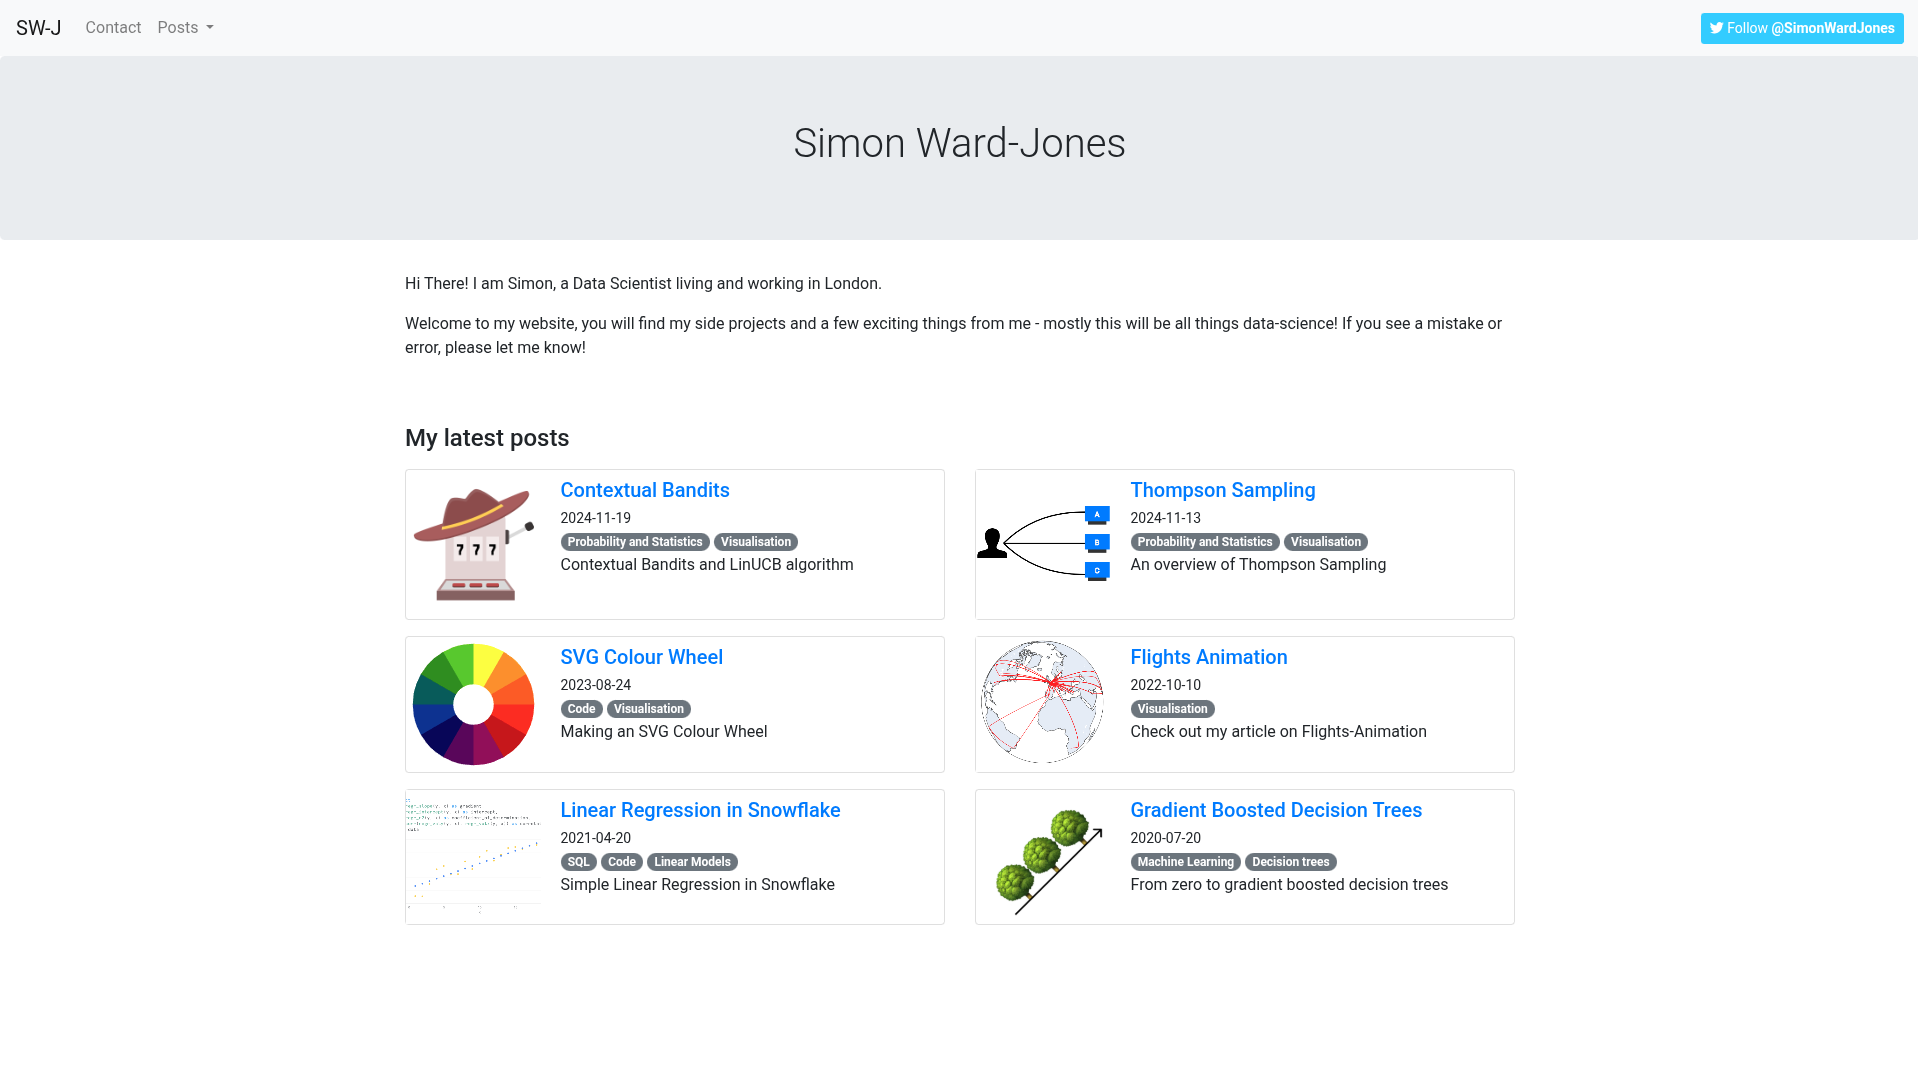 SW-J Contact Posts Follow @SimonWardJones
Simon Ward-Jones
Hi There! I am Simon, a Data Scientist living and working in London.
Welcome to my website, you will find my side projects and a few exciting things from me - mostly this will be all things data-science! If you see a mistake or
error, please let me know!
My latest posts
7 7 7
Contextual Bandits
2024-11-19
Probability and Statistics Visualisation
Contextual Bandits and LinUCB algorithm
A
B
C
Thompson Sampling
2024-11-13
Probability and Statistics Visualisation
An overview of Thompson Sampling
SVG Colour Wheel
2023-08-24
Code Visualisation
Making an SVG Colour Wheel
Flights Animation
2022-10-10
Visualisation
Check out my article on Flights-Animation
Linear Regression in Snowflake
2021-04-20
SQL Code Linear Models
Simple Linear Regression in Snowflake
Gradient Boosted Decision Trees
2020-07-20
Machine Learning Decision trees
From zero to gradient boosted decision trees